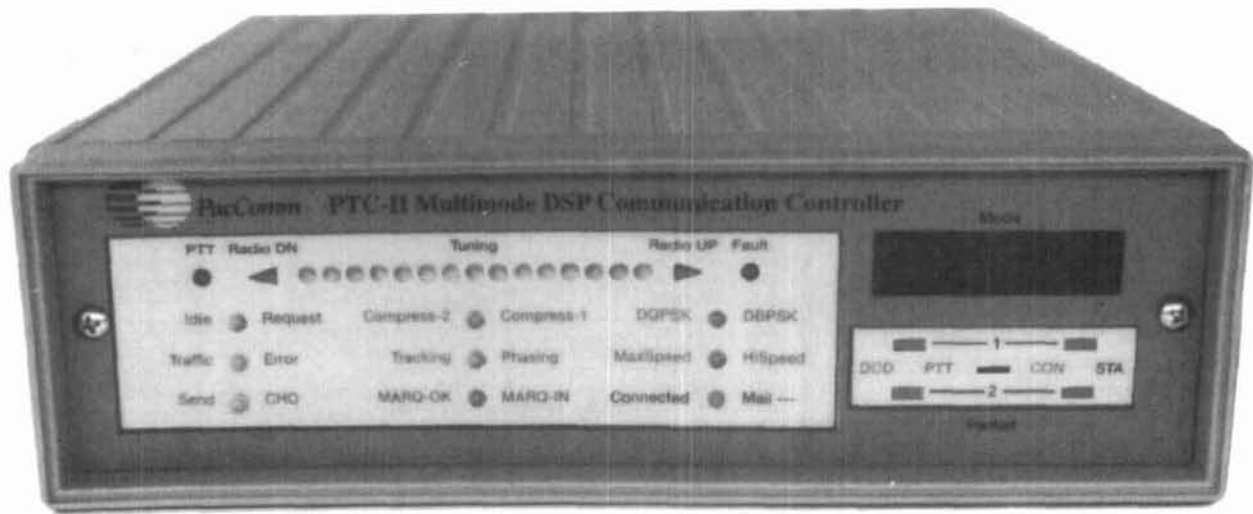 PacComm PTC-II Multimode DSP Communication Controller
Mode
PTT Radio DN Tuning Radio UP Fault
Idle Request Compress-2 Compress-1 DQPSK DBPSK
Traffic Error Tracking Phasing MaxSpeed HiSpeed
Send CHO MARQ-OK MARQ-IN Connected Mail ---
1
DCD PTT CON STA
2
Packet